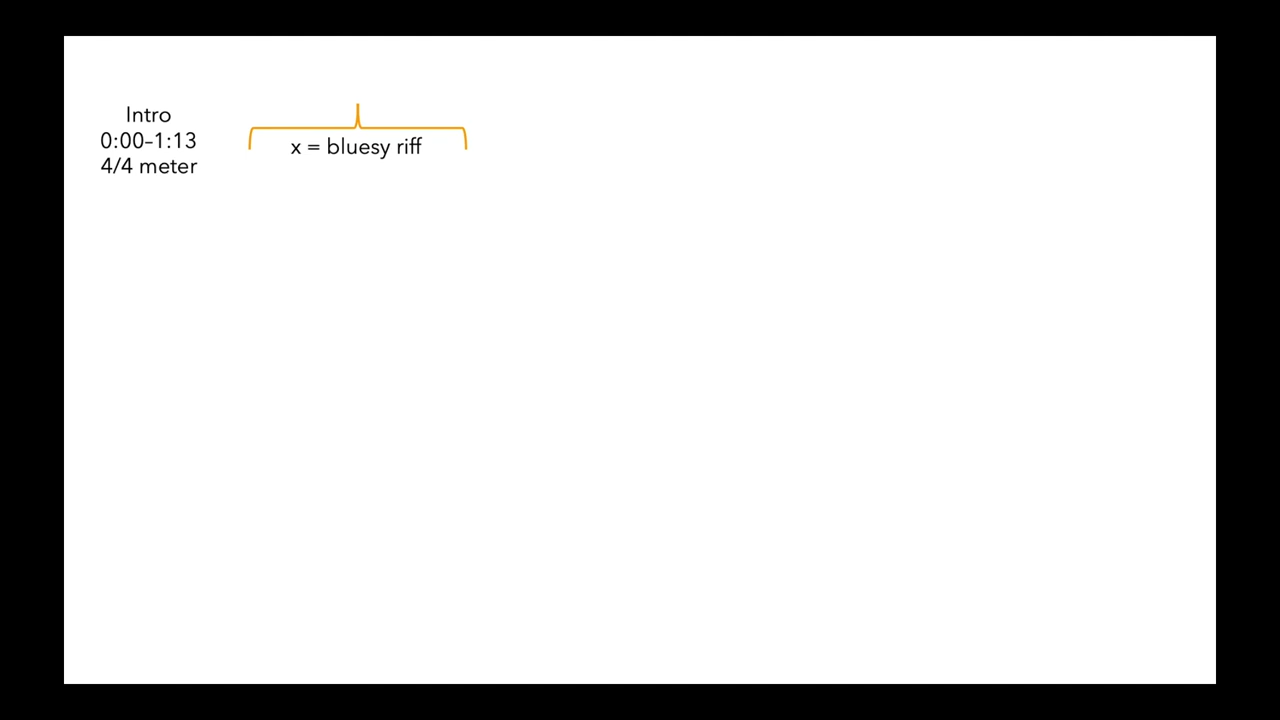 Intro
0:00–1:13
4/4 meter
x = bluesy riff